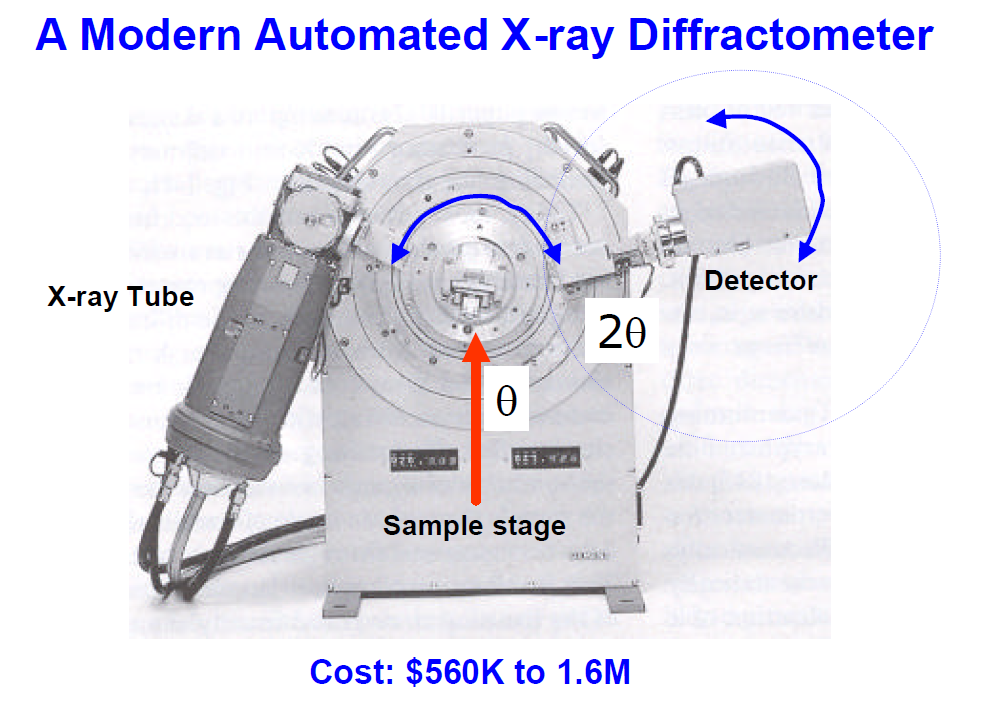 A Modern Automated X-ray Diffractometer
X-ray Tube
Detector
2θ
θ
Sample stage
Cost: $560K to 1.6M